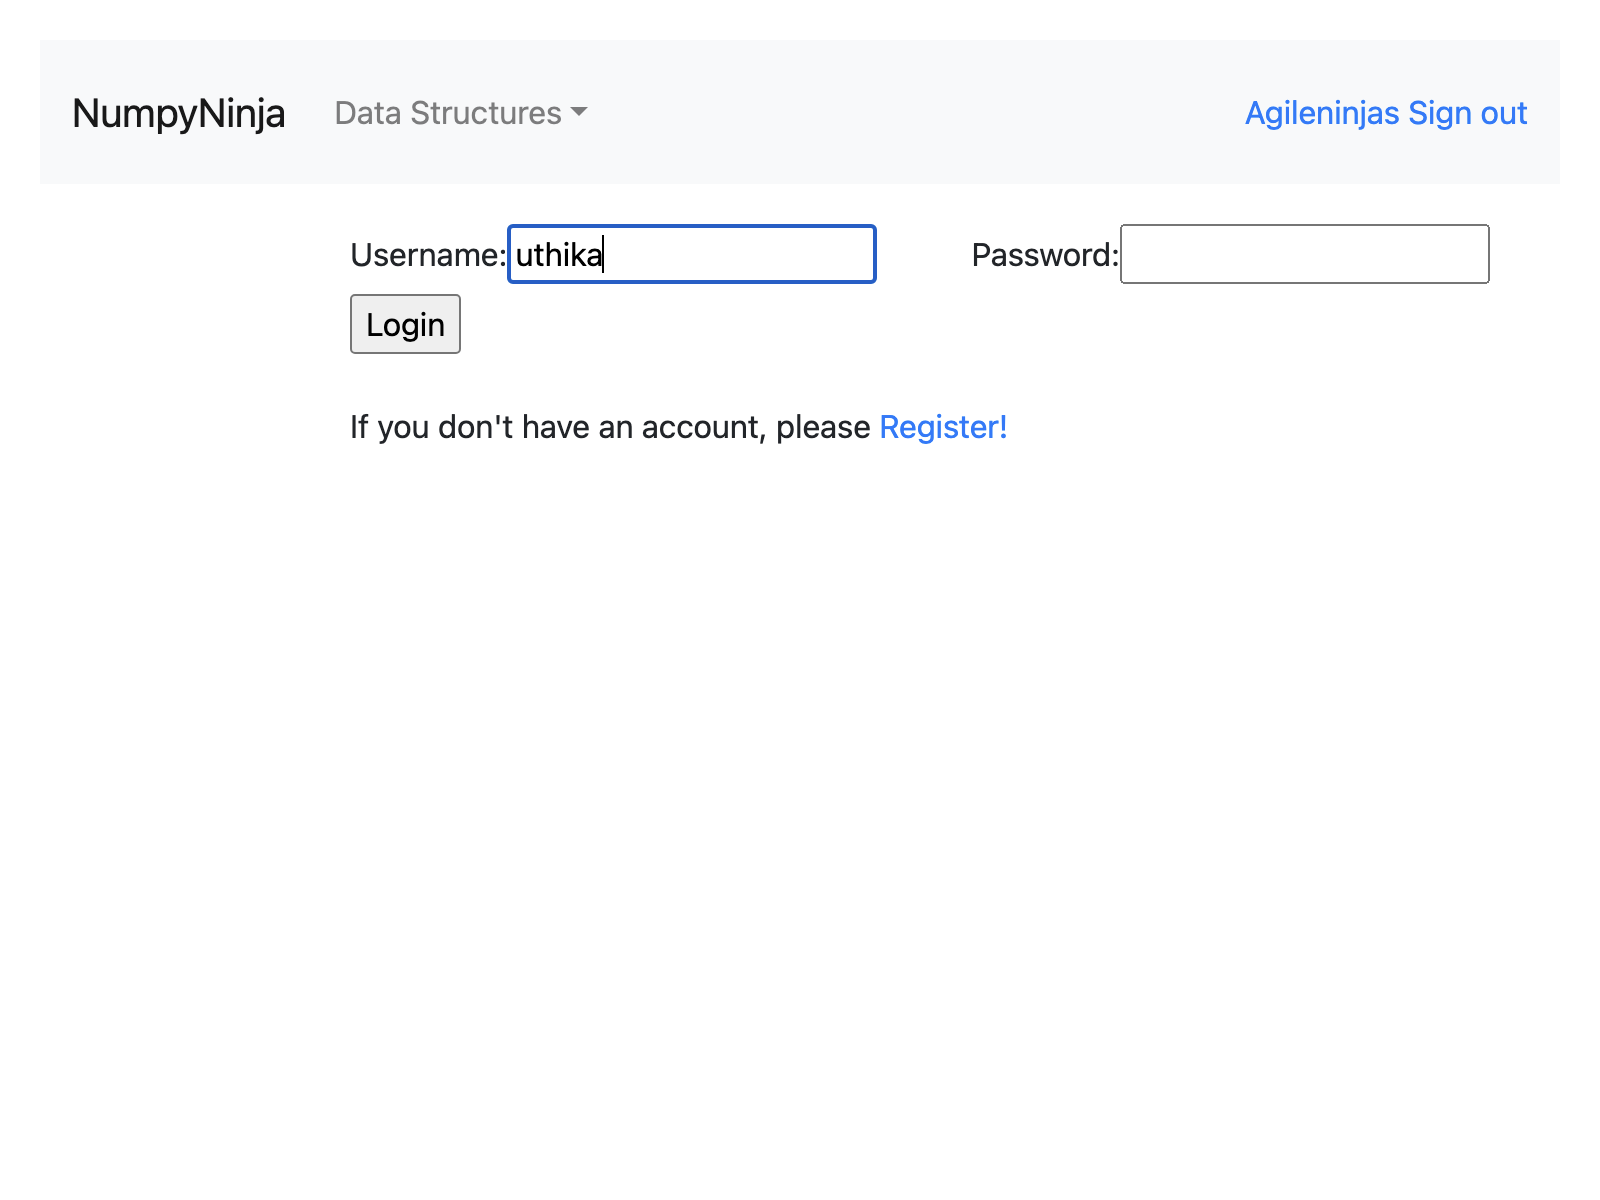 NumpyNinja Data Structures Agileninjas Sign out
Username: uthika Password:
Login
If you don't have an account, please Register!